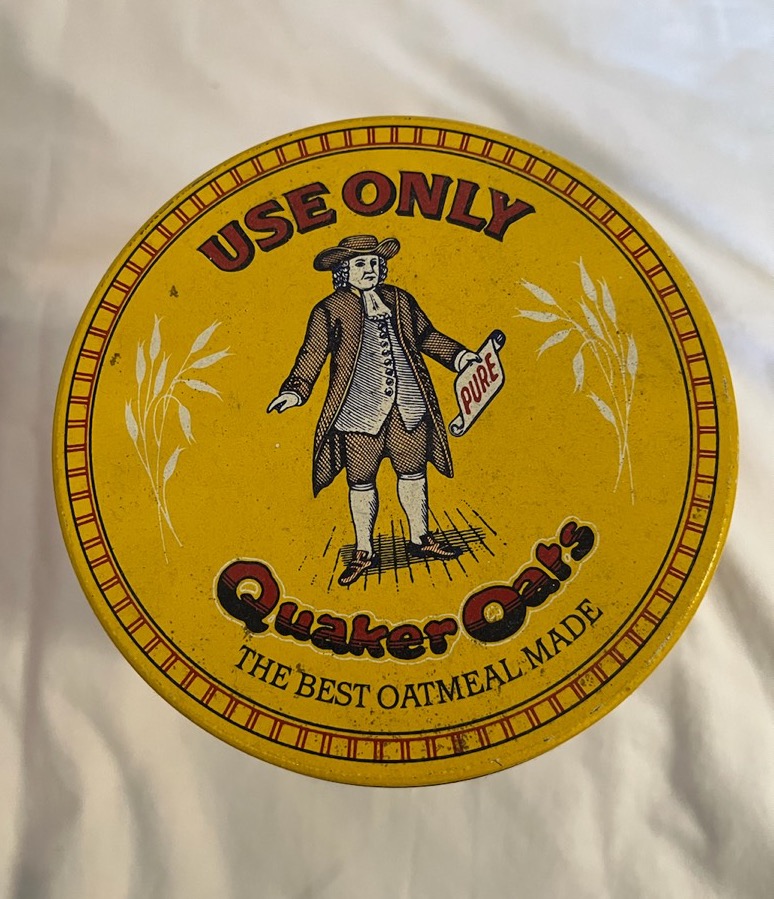 USE ONLY
PURE
Quaker Oats
THE BEST OATMEAL MADE